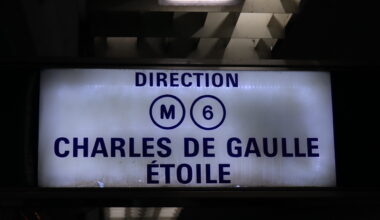 DIRECTION
M 6
CHARLES DE GAULLE
ÉTOILE